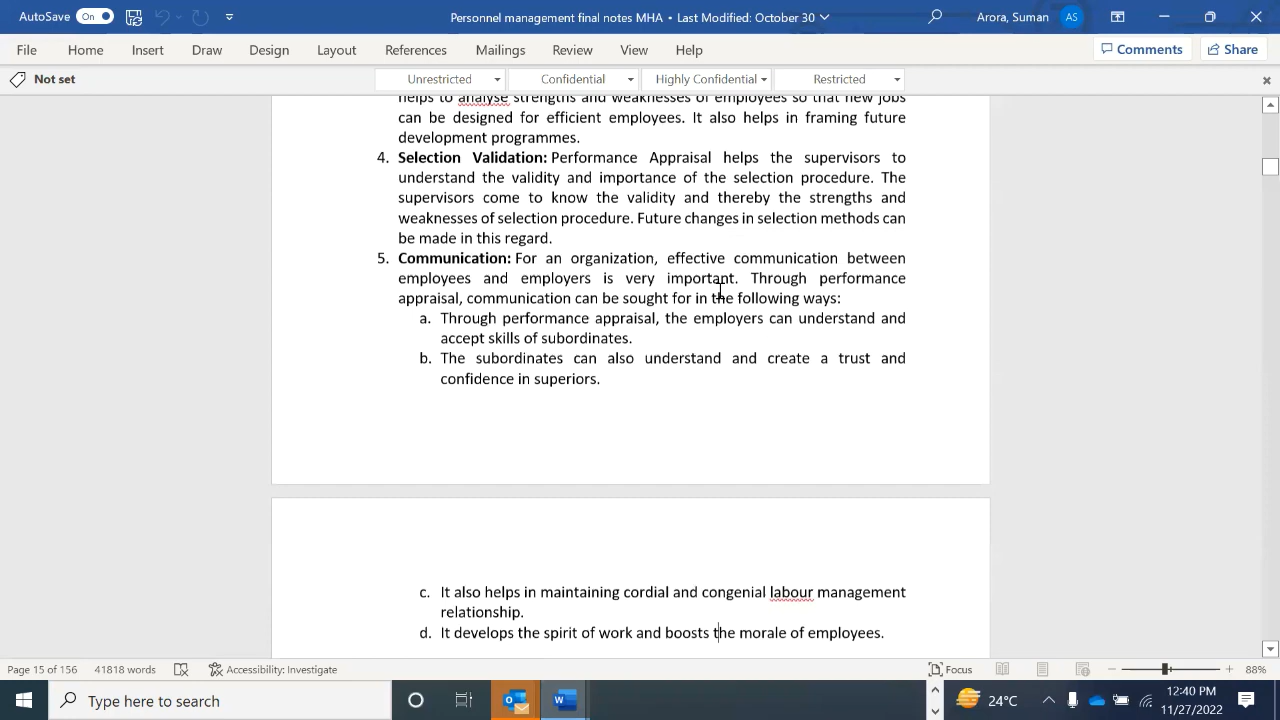 AutoSave On Personnel management final notes MHA • Last Modified: October 30 Arora, Suman AS
File Home Insert Draw Design Layout References Mailings Review View Help Comments Share
Not set Unrestricted Confidential Highly Confidential Restricted
helps to analyse strengths and weaknesses of employees so that new jobs
can be designed for efficient employees. It also helps in framing future
development programmes.
4. Selection Validation: Performance Appraisal helps the supervisors to
understand the validity and importance of the selection procedure. The
supervisors come to know the validity and thereby the strengths and
weaknesses of selection procedure. Future changes in selection methods can
be made in this regard.
5. Communication: For an organization, effective communication between
employees and employers is very important. Through performance
appraisal, communication can be sought for in the following ways:
a. Through performance appraisal, the employers can understand and
accept skills of subordinates.
b. The subordinates can also understand and create a trust and
confidence in superiors.
c. It also helps in maintaining cordial and congenial labour management
relationship.
d. It develops the spirit of work and boosts the morale of employees.
Page 15 of 156 41818 words Accessibility: Investigate Focus 88%
Type here to search 24°C 12:40 PM
11/27/2022